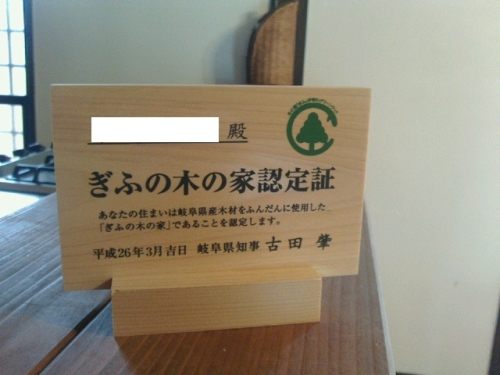 殿
ぎふの木の家認定証
あなたの住まいは岐阜県産木材をふんだんに使用した
「ぎふの木の家」であることを認定します。
平成26年3月吉日 岐阜県知事 古田 肇